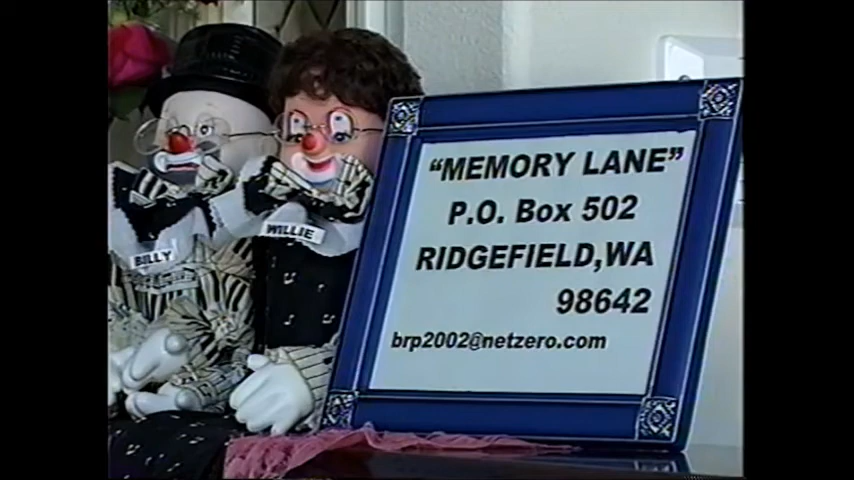 “MEMORY LANE”
P.O. Box 502
RIDGEFIELD,WA
98642
brp2002@netzero.com
BILLY
WILLIE